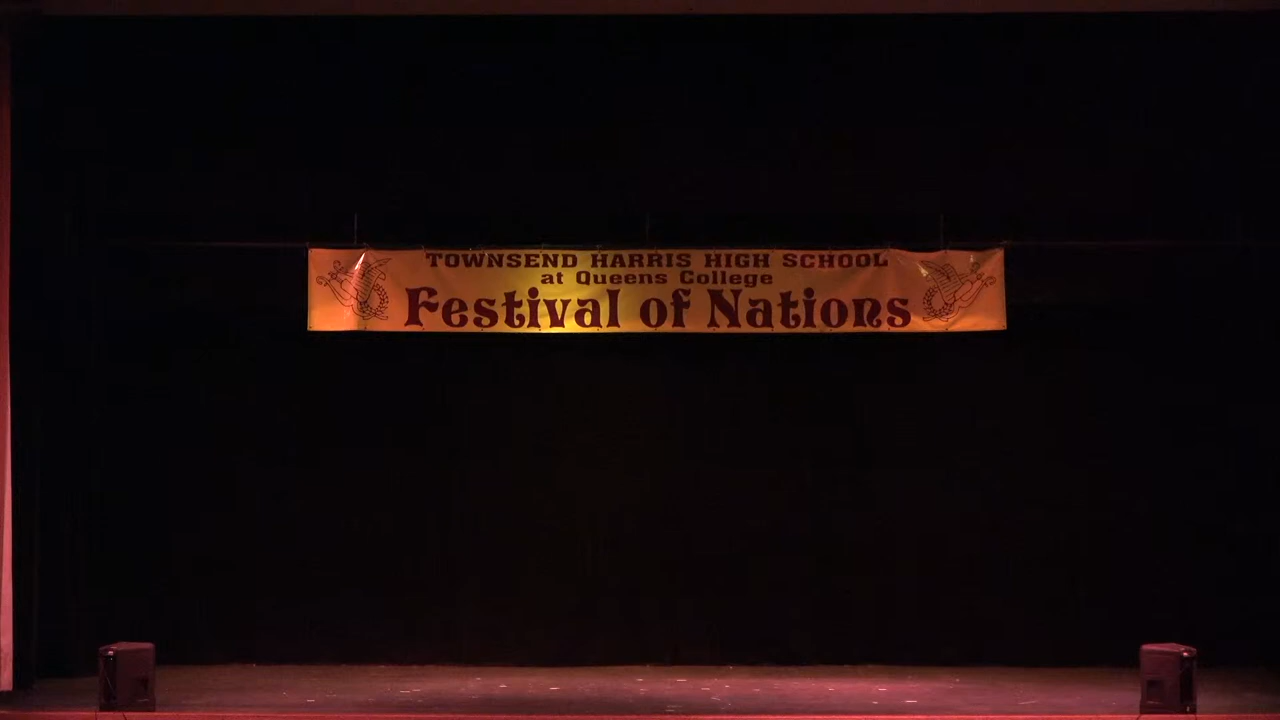 TOWNSEND HARRIS HIGH SCHOOL
at Queens College
Festival of Nations